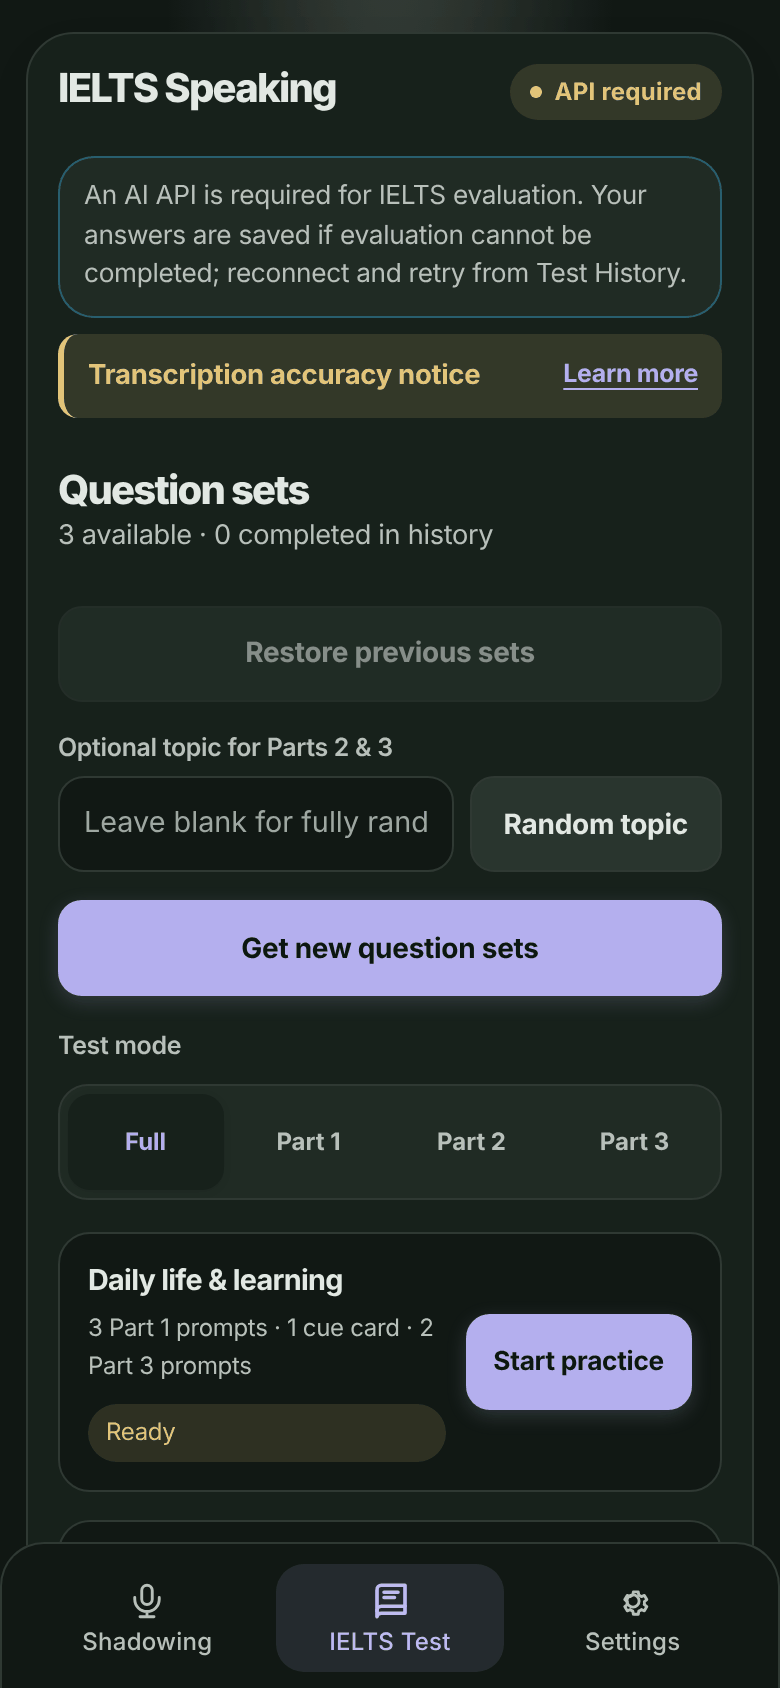 IELTS Speaking
API required
An AI API is required for IELTS evaluation. Your
answers are saved if evaluation cannot be
completed; reconnect and retry from Test History.
Transcription accuracy notice
Learn more
Question sets
3 available · 0 completed in history
Restore previous sets
Optional topic for Parts 2 & 3
Leave blank for fully rand
Random topic
Get new question sets
Test mode
Full
Part 1
Part 2
Part 3
Daily life & learning
3 Part 1 prompts · 1 cue card · 2
Part 3 prompts
Start practice
Ready
Shadowing
IELTS Test
Settings